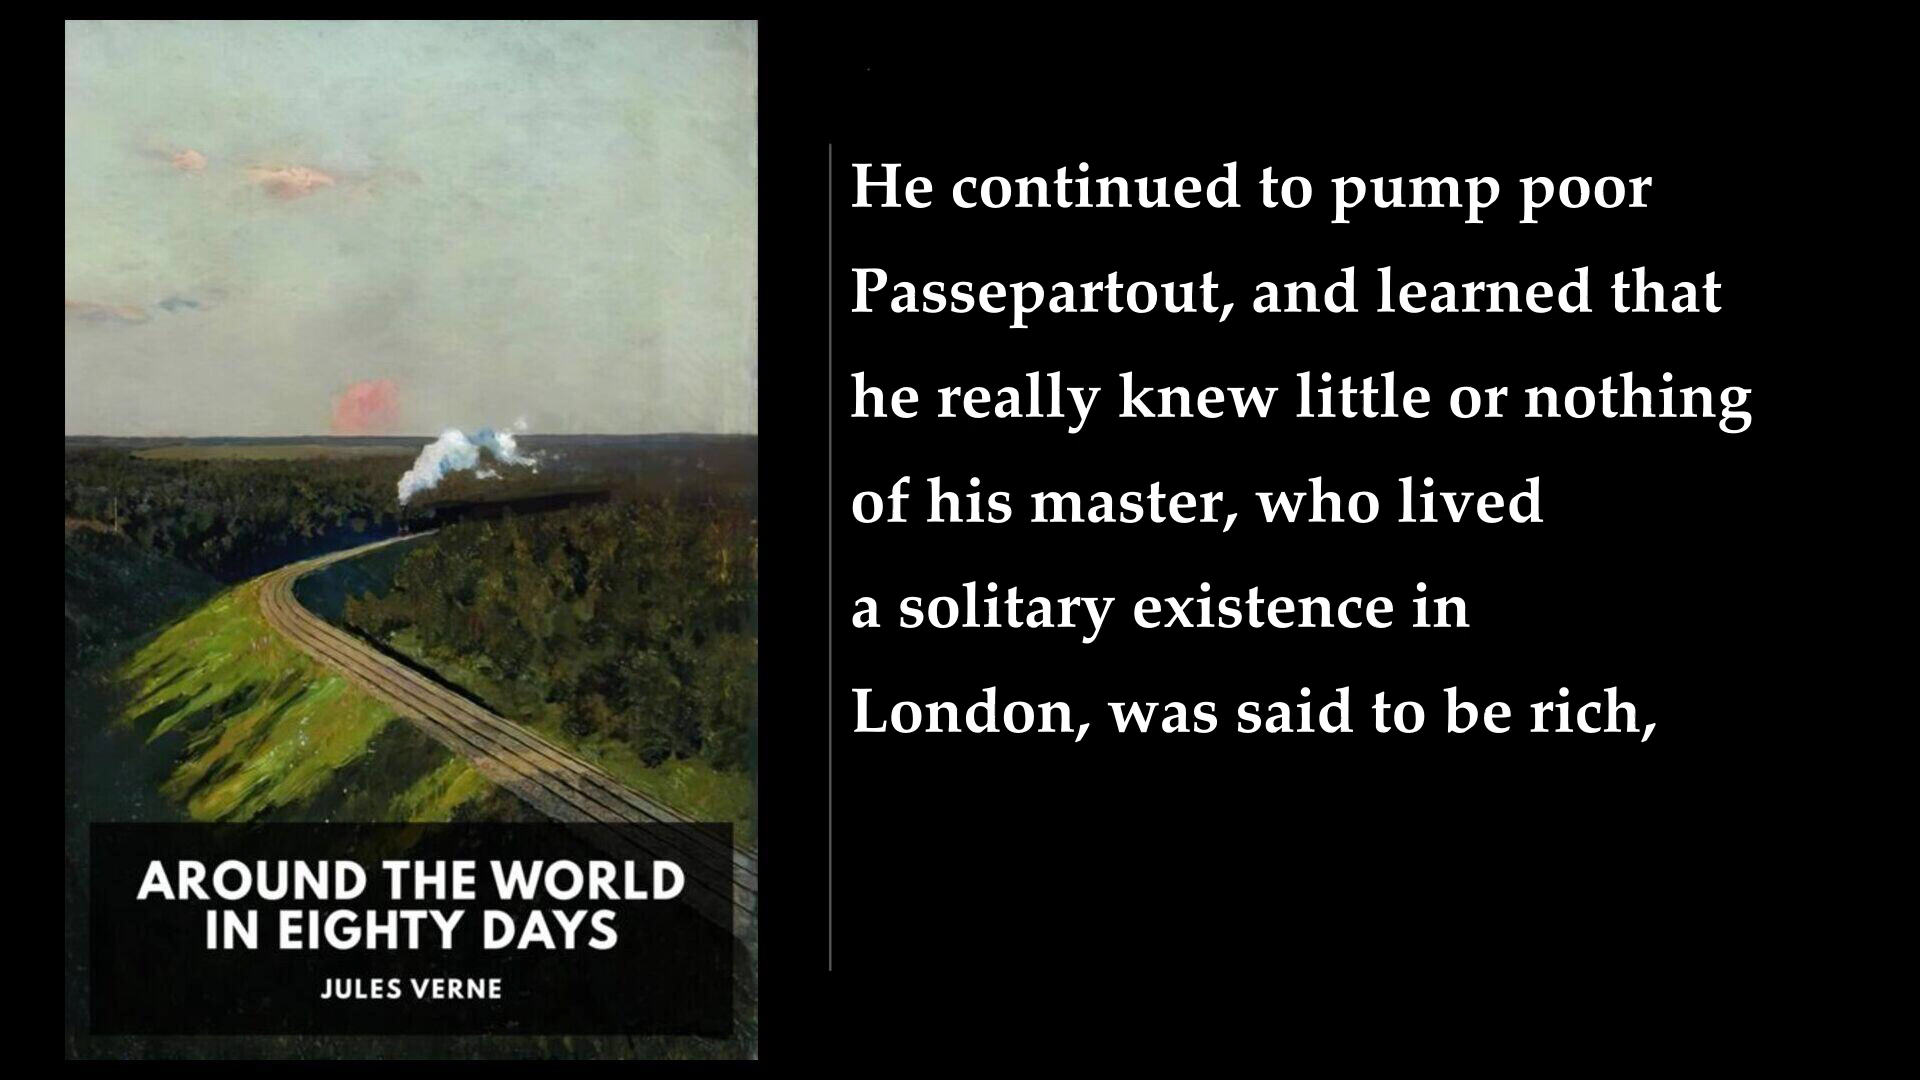 He continued to pump poor
Passepartout, and learned that
he really knew little or nothing
of his master, who lived
a solitary existence in
London, was said to be rich,
AROUND THE WORLD
IN EIGHTY DAYS
JULES VERNE